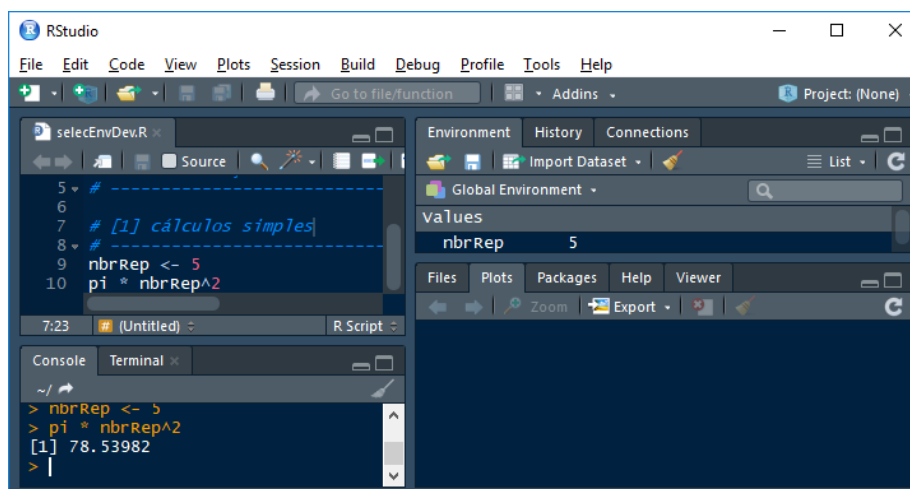 RStudio
File Edit Code View Plots Session Build Debug Profile Tools Help
Go to file/function Addins Project: (None)
selecEnvDev.R
Source
5 # ---------------------------
6
7 # [1] cálculos simples
8 # ---------------------------
9 nbrRep <- 5
10 pi * nbrRep^2
7:23 # (Untitled) R Script
Console Terminal
~/
> nbrRep <- 5
> pi * nbrRep^2
[1] 78.53982
>
Environment History Connections
Import Dataset List
Global Environment
Values
nbrRep 5
Files Plots Packages Help Viewer
Zoom Export